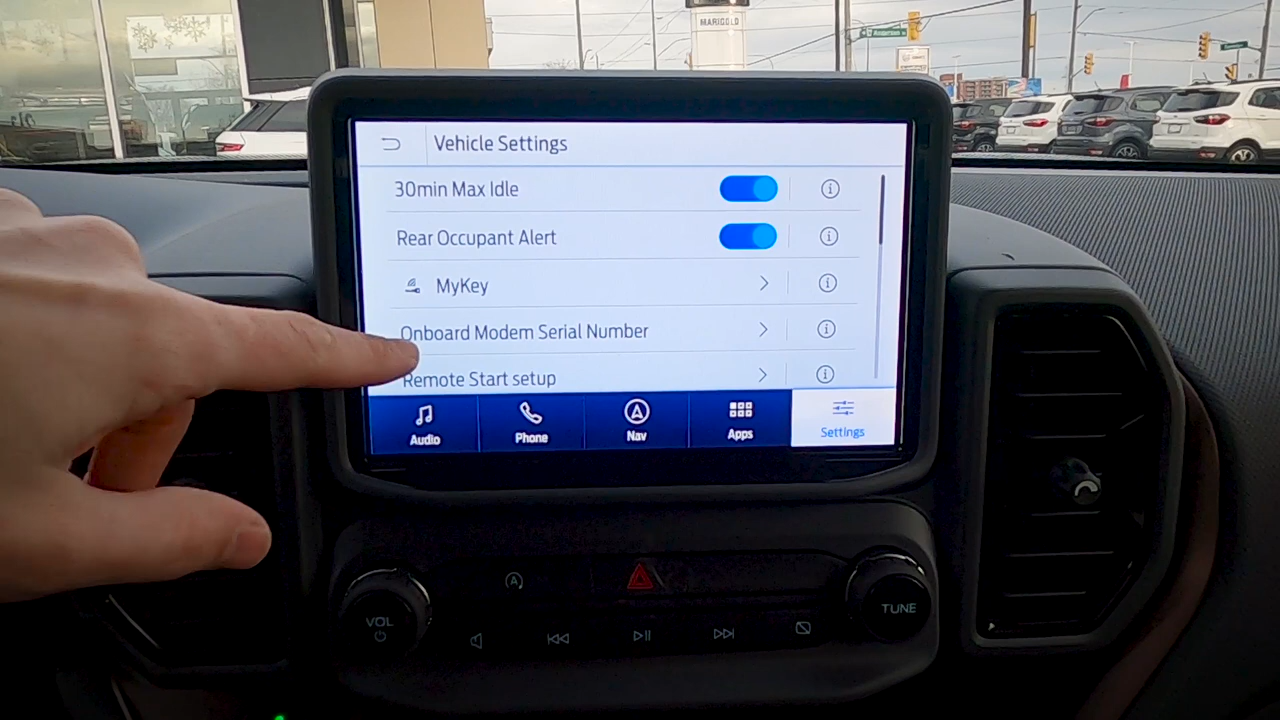 MARIGOLD
Anderson
Vehicle Settings
30min Max Idle
Rear Occupant Alert
MyKey
Onboard Modem Serial Number
Remote Start setup
Audio
Phone
Nav
Apps
Settings
VOL
TUNE